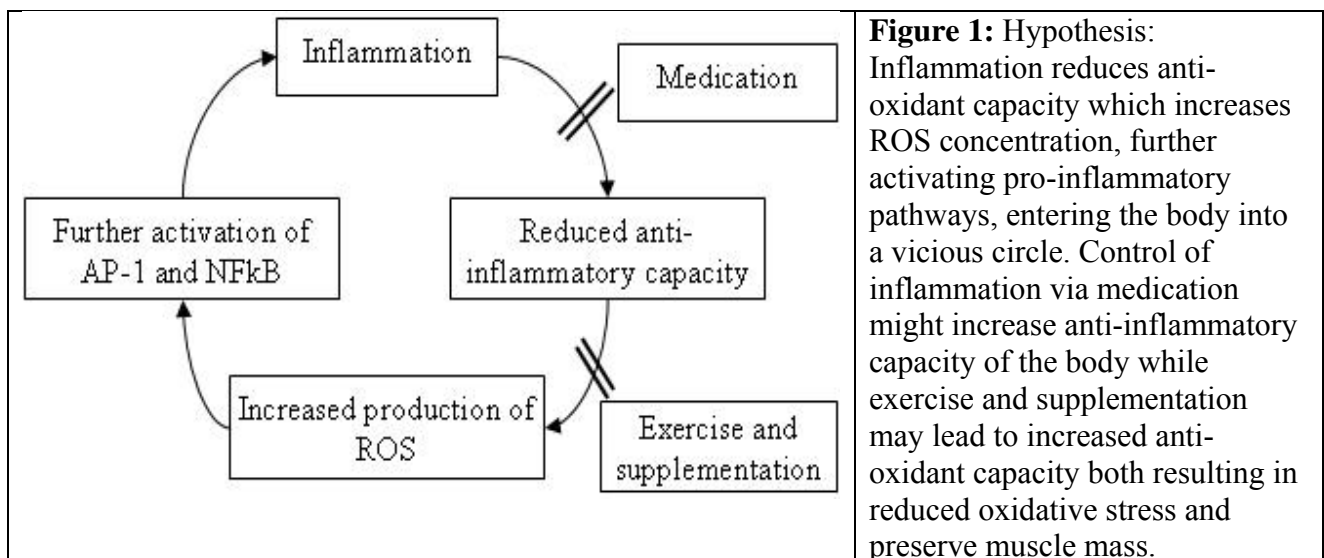 Inflammation
Medication
Reduced anti-
inflammatory capacity
Exercise and
supplementation
Increased production of
ROS
Further activation of
AP-1 and NFkB
Figure 1: Hypothesis:
Inflammation reduces anti-
oxidant capacity which increases
ROS concentration, further
activating pro-inflammatory
pathways, entering the body into
a vicious circle. Control of
inflammation via medication
might increase anti-inflammatory
capacity of the body while
exercise and supplementation
may lead to increased anti-
oxidant capacity both resulting in
reduced oxidative stress and
preserve muscle mass.